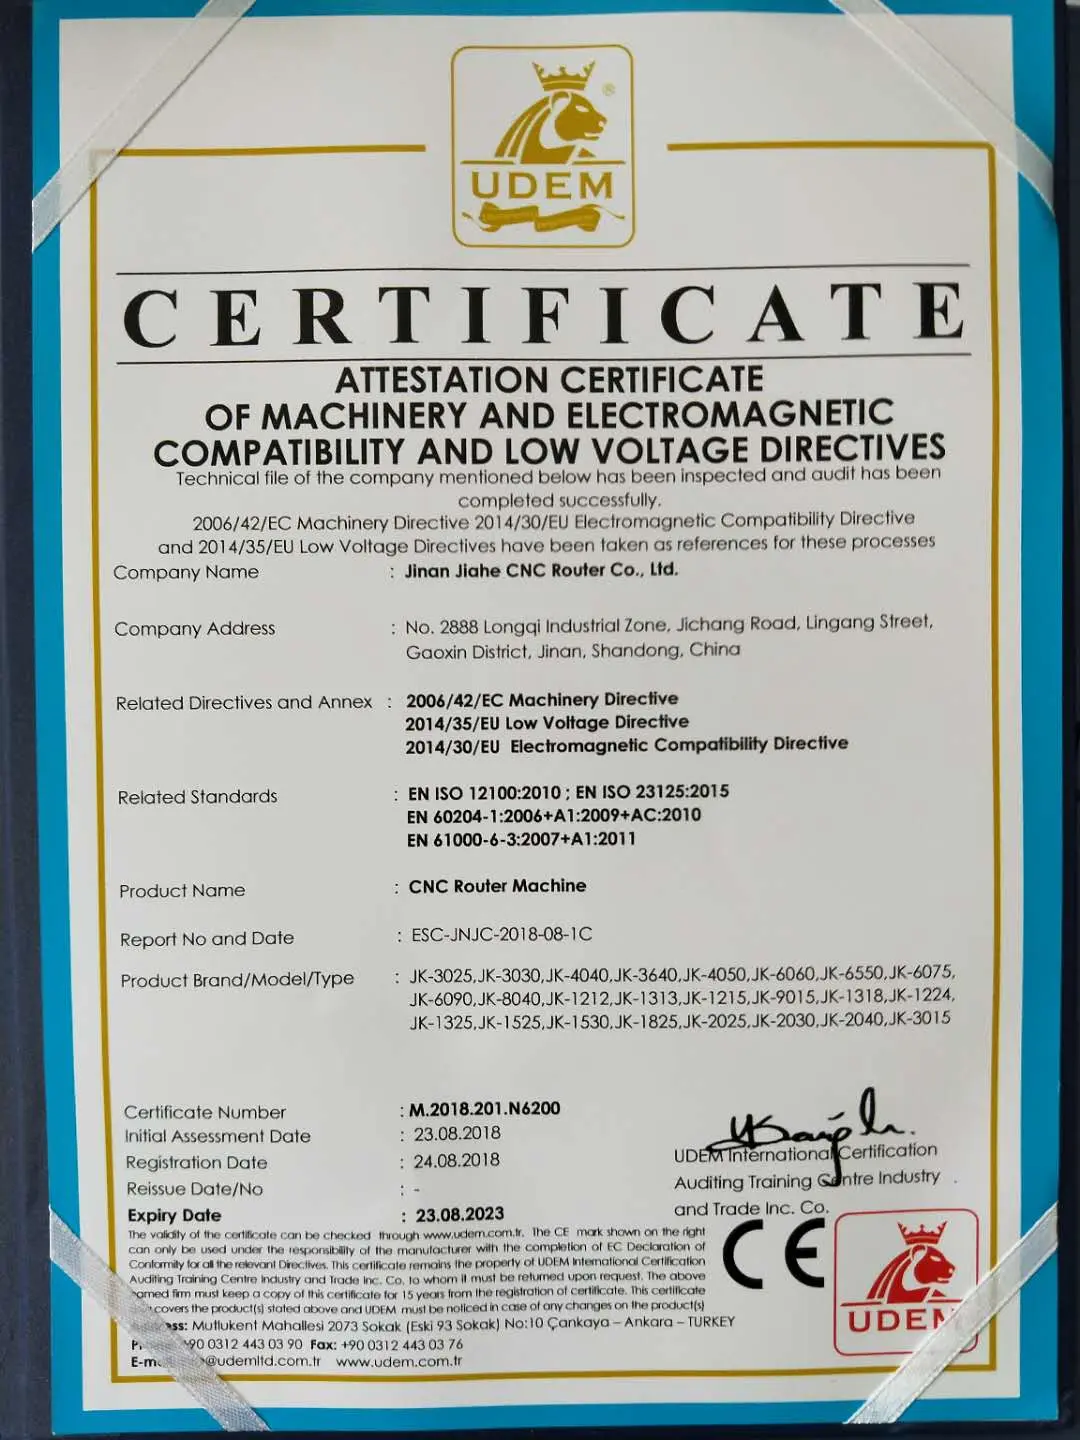 UDEM
®
CERTIFICATE
ATTESTATION CERTIFICATE
OF MACHINERY AND ELECTROMAGNETIC
COMPATIBILITY AND LOW VOLTAGE DIRECTIVES
Technical file of the company mentioned below has been inspected and audit has been
completed successfully.
2006/42/EC Machinery Directive 2014/30/EU Electromagnetic Compatibility Directive
and 2014/35/EU Low Voltage Directives have been taken as references for these processes
Company Name : Jinan Jiahe CNC Router Co., Ltd.
Company Address : No. 2888 Longqi Industrial Zone, Jichang Road, Lingang Street,
Gaoxin District, Jinan, Shandong, China
Related Directives and Annex : 2006/42/EC Machinery Directive
2014/35/EU Low Voltage Directive
2014/30/EU Electromagnetic Compatibility Directive
Related Standards : EN ISO 12100:2010 ; EN ISO 23125:2015
EN 60204-1:2006+A1:2009+AC:2010
EN 61000-6-3:2007+A1:2011
Product Name : CNC Router Machine
Report No and Date : ESC-JNJC-2018-08-1C
Product Brand/Model/Type : JK-3025,JK-3030,JK-4040,JK-3640,JK-4050,JK-6060,JK-6550,JK-6075,
JK-6090,JK-8040,JK-1212,JK-1313,JK-1215,JK-9015,JK-1318,JK-1224,
JK-1325,JK-1525,JK-1530,JK-1825,JK-2025,JK-2030,JK-2040,JK-3015
Certificate Number : M.2018.201.N6200
Initial Assessment Date : 23.08.2018
Registration Date : 24.08.2018
Reissue Date/No : -
Expiry Date : 23.08.2023
UDEM International Certification
Auditing Training Centre Industry
and Trade Inc. Co.
The validity of the certificate can be checked through www.udem.com.tr. The CE mark shown on the right
can only be used under the responsibility of the manufacturer with the completion of EC Declaration of
Conformity for all the relevant Directives. This certificate remains the property of UDEM International Certification
Auditing Training Centre Industry and Trade Inc. Co. to whom it must be returned upon request. The above
named firm must keep a copy of this certificate for 15 years from the registration of certificate. This certificate
covers the product(s) stated above and UDEM must be noticed in case of any changes on the product(s)
Mutlukent Mahallesi 2073 Sokak (Eski 93 Sokak) No:10 Çankaya – Ankara – TURKEY
90 0312 443 03 90 Fax: +90 0312 443 03 76
@udemltd.com.tr www.udem.com.tr
CE
UDEM